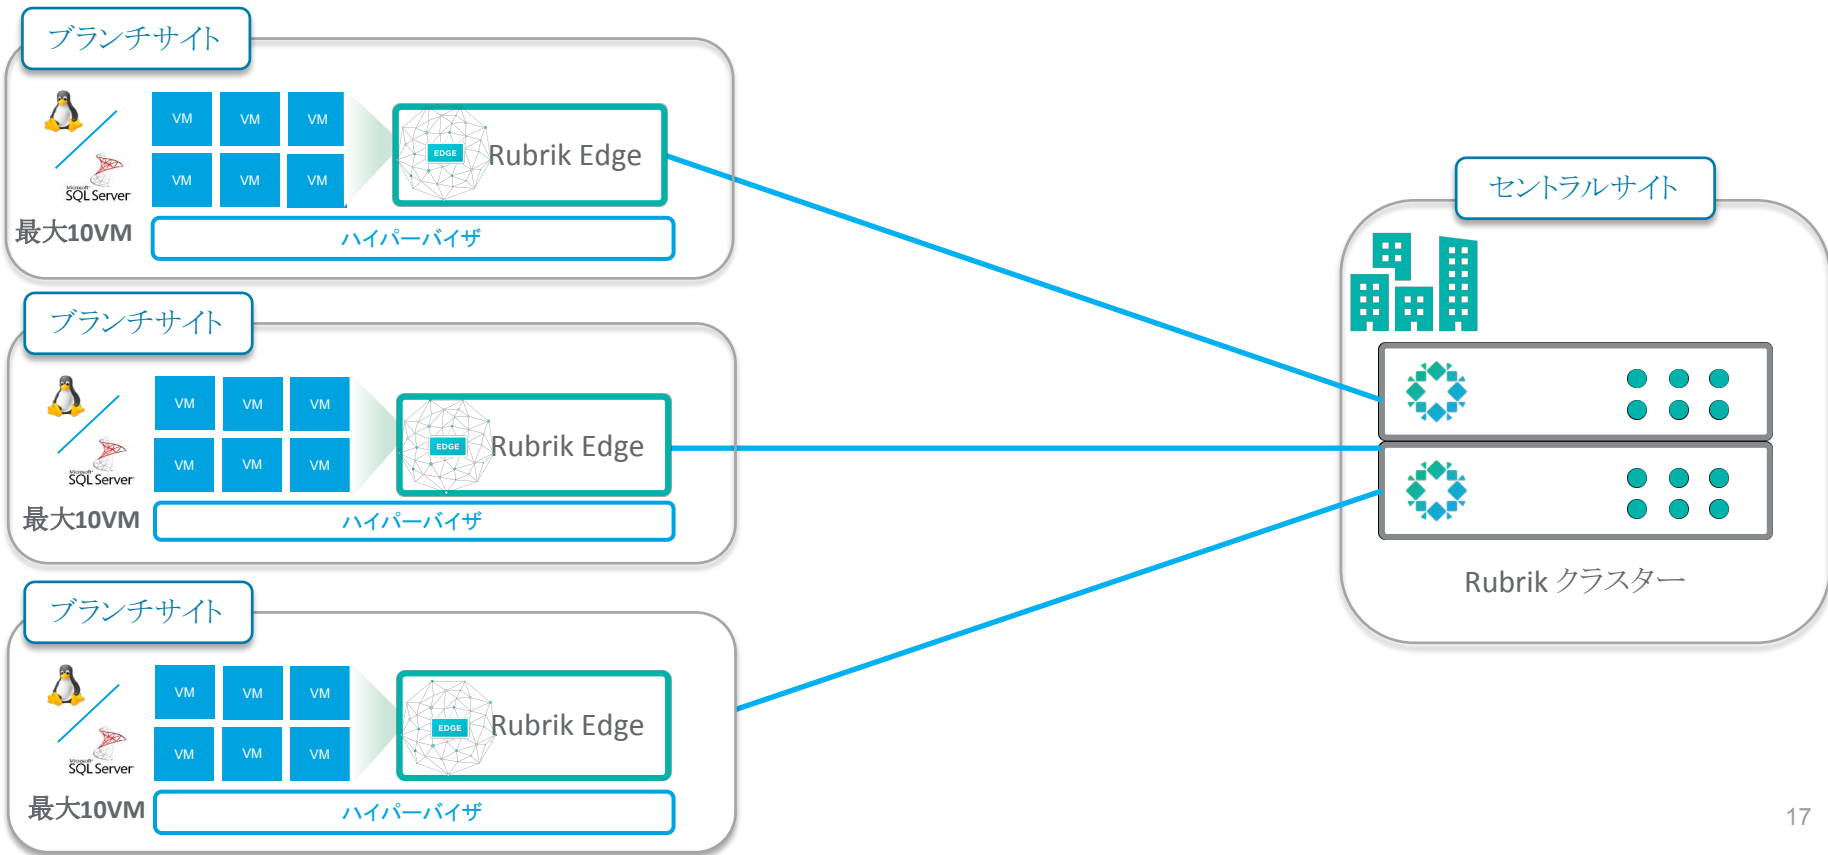 ブランチサイト
VM VM VM
EDGE Rubrik Edge
VM VM VM
Microsoft
SQL Server
最大10VM
ハイパーバイザ
ブランチサイト
VM VM VM
EDGE Rubrik Edge
VM VM VM
Microsoft
SQL Server
最大10VM
ハイパーバイザ
ブランチサイト
VM VM VM
EDGE Rubrik Edge
VM VM VM
Microsoft
SQL Server
最大10VM
ハイパーバイザ
セントラルサイト
Rubrik クラスター
17